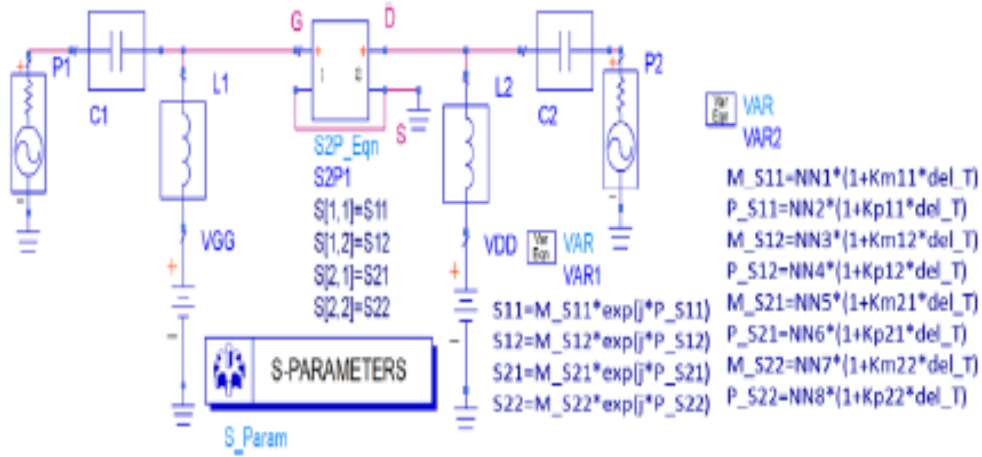 G
D
P1
C1
L1
S
L2
C2
P2
S2P_Eqn
S2P1
S[1,1]=S11
S[1,2]=S12
S[2,1]=S21
S[2,2]=S22
VGG
VDD
Var Eqn
VAR
VAR1
S11=M_S11*exp(j*P_S11)
S12=M_S12*exp(j*P_S12)
S21=M_S21*exp(j*P_S21)
S22=M_S22*exp(j*P_S22)
Var Eqn
VAR
VAR2
M_S11=NN1*(1+Km11*del_T)
P_S11=NN2*(1+Kp11*del_T)
M_S12=NN3*(1+Km12*del_T)
P_S12=NN4*(1+Kp12*del_T)
M_S21=NN5*(1+Km21*del_T)
P_S21=NN6*(1+Kp21*del_T)
M_S22=NN7*(1+Km22*del_T)
P_S22=NN8*(1+Kp22*del_T)
S-PARAMETERS
S_Param